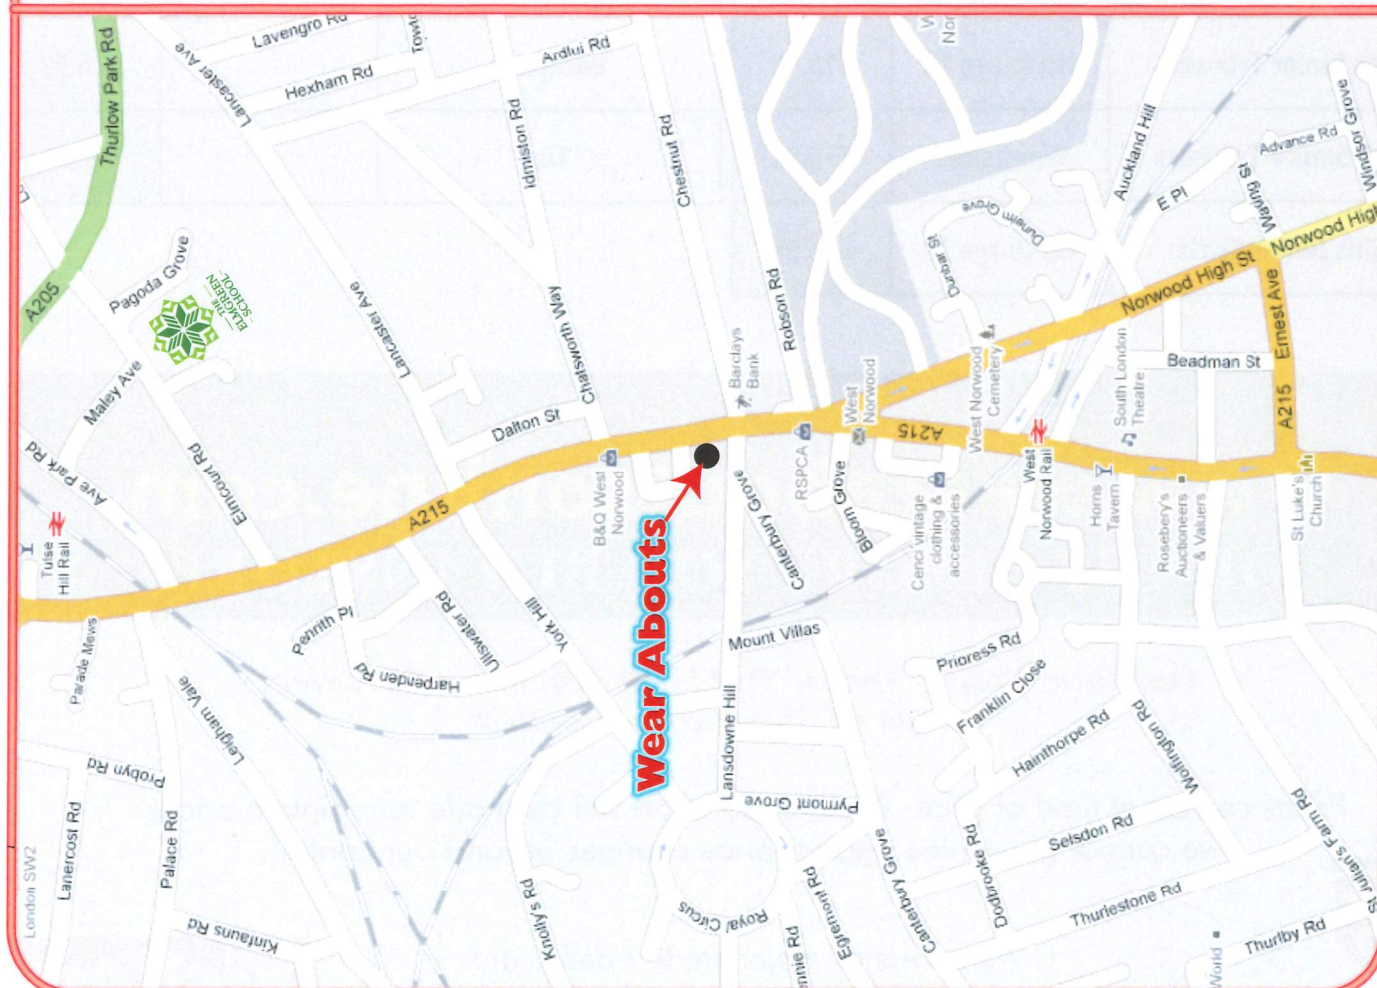 Lavengro Rd
Hexham Rd
Ardlui Rd
Thurlow Park Rd
Lancaster Ave
Idmiston Rd
Chestnut Rd
Auckland Hill
E Pl
Advance Rd
Waving St
Windsor Grove
Norwood High
Norwood High St
Duneim Grove
Dunbar St
A205
Pagoda Grove
THE
ELMGREEN
SCHOOL
Maley Ave
Ave Park Rd
Elmcourt Rd
Lancaster Ave
Chatsworth Way
Dalton St
Robson Rd
Barclays
Bank
West
Norwood
West Norwood
Cemetery
South London
Theatre
Beadman St
Ernest Ave
A215
A215
A215
Tulse
Hill Rail
B&Q West
Norwood
RSPCA
Bloom Grove
Canterbury Grove
Cenci vintage
clothing &
accessories
West
Norwood Rail
Horns
Tavern
Rosebery's
Auctioneers
& Valuers
St Luke's
Church
Wear Abouts
Parade Mews
Penrith Pl
Harpenden Rd
Ullswater Rd
York Hill
Mount Villas
Lansdowne Hill
Prioress Rd
Franklin Close
Hainthorpe Rd
Wolfington Rd
Leigham Vale
Probyn Rd
Palace Rd
Lanercost Rd
London SW2
Kinfauns Rd
Knolly's Rd
Royal Circus
Pyrmont Grove
Egremont Rd
Canterbury Grove
Dodbrooke Rd
Selsdon Rd
Thurlestone Rd
St Julian's Farm Rd
Thurlby Rd
World